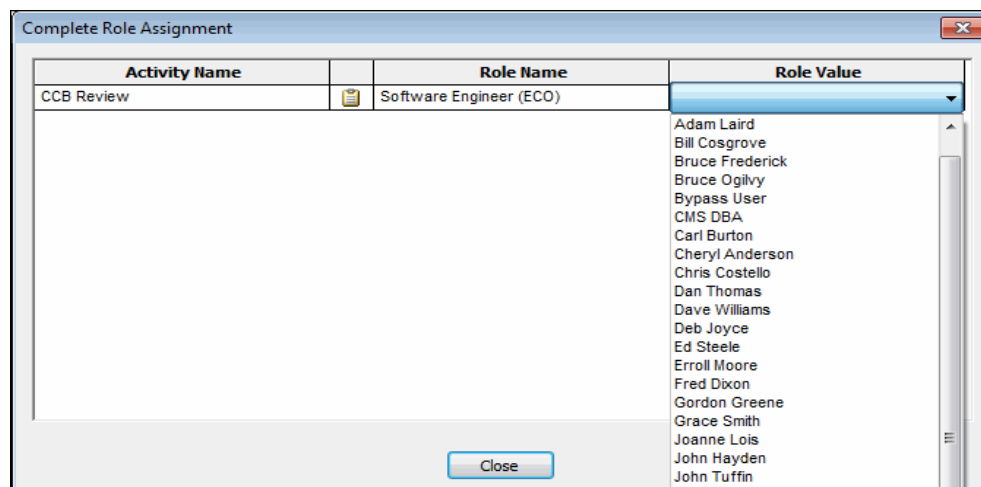 Complete Role Assignment
Activity Name Role Name Role Value
CCB Review Software Engineer (ECO)
Adam Laird
Bill Cosgrove
Bruce Frederick
Bruce Ogilvy
Bypass User
CMS DBA
Carl Burton
Cheryl Anderson
Chris Costello
Dan Thomas
Dave Williams
Deb Joyce
Ed Steele
Erroll Moore
Fred Dixon
Gordon Greene
Grace Smith
Joanne Lois
John Hayden
John Tuffin
Close